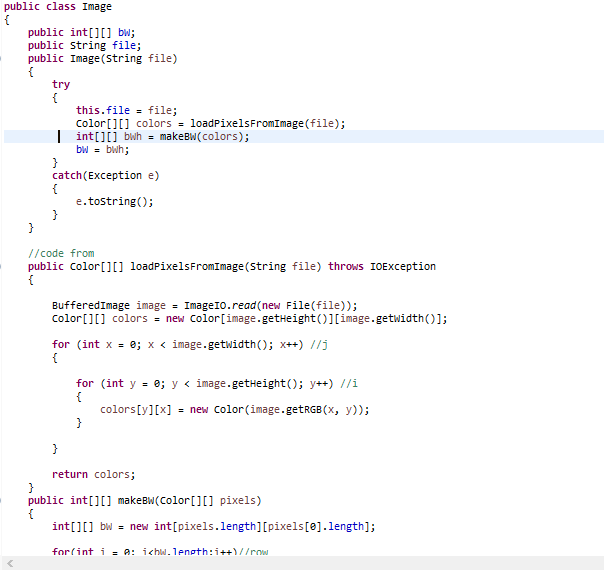 public class Image
{
public int[][] bW;
public String file;
public Image(String file)
{
try
{
this.file = file;
Color[][] colors = loadPixelsFromImage(file);
int[][] bWh = makeBW(colors);
bW = bWh;
}
catch(Exception e)
{
e.toString();
}
}
//code from
public Color[][] loadPixelsFromImage(String file) throws IOException
{
BufferedImage image = ImageIO.read(new File(file));
Color[][] colors = new Color[image.getHeight()][image.getWidth()];
for (int x = 0; x < image.getWidth(); x++) //j
{
for (int y = 0; y < image.getHeight(); y++) //i
{
colors[y][x] = new Color(image.getRGB(x, y));
}
}
return colors;
}
public int[][] makeBW(Color[][] pixels)
{
int[][] bW = new int[pixels.length][pixels[0].length];
for(int i = 0; i<bW.length;i++)//row